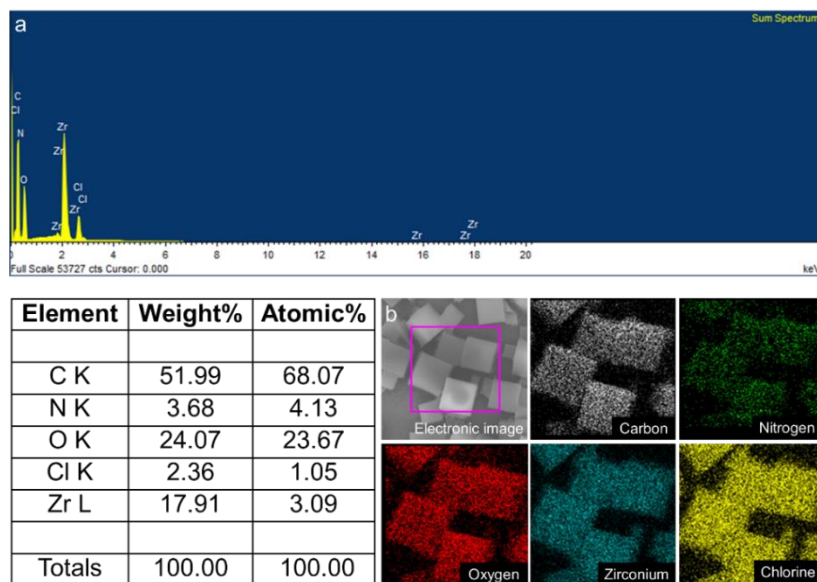 a
Sum Spectrum
C
Cl
N
O
Zr
Zr
Zr
Zr
Cl
Cl
Zr
Zr
Zr
0 2 4 6 8 10 12 14 16 18 20
Full Scale 53727 cts Cursor: 0.000
keV
Element Weight% Atomic%
C K 51.99 68.07
N K 3.68 4.13
O K 24.07 23.67
Cl K 2.36 1.05
Zr L 17.91 3.09
Totals 100.00 100.00
b
Electronic image
Carbon
Nitrogen
Oxygen
Zirconium
Chlorine